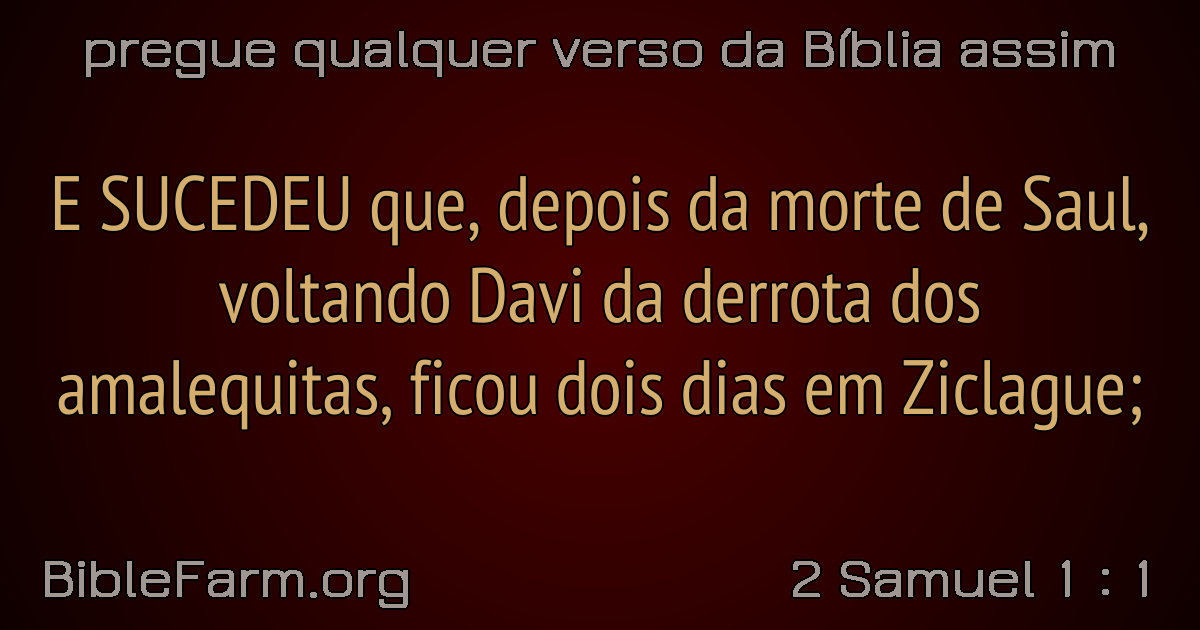 pregue qualquer verso da Bíblia assim
E SUCEDEU que, depois da morte de Saul,
voltando Davi da derrota dos
amalequitas, ficou dois dias em Ziclague;
BibleFarm.org
2 Samuel 1 : 1